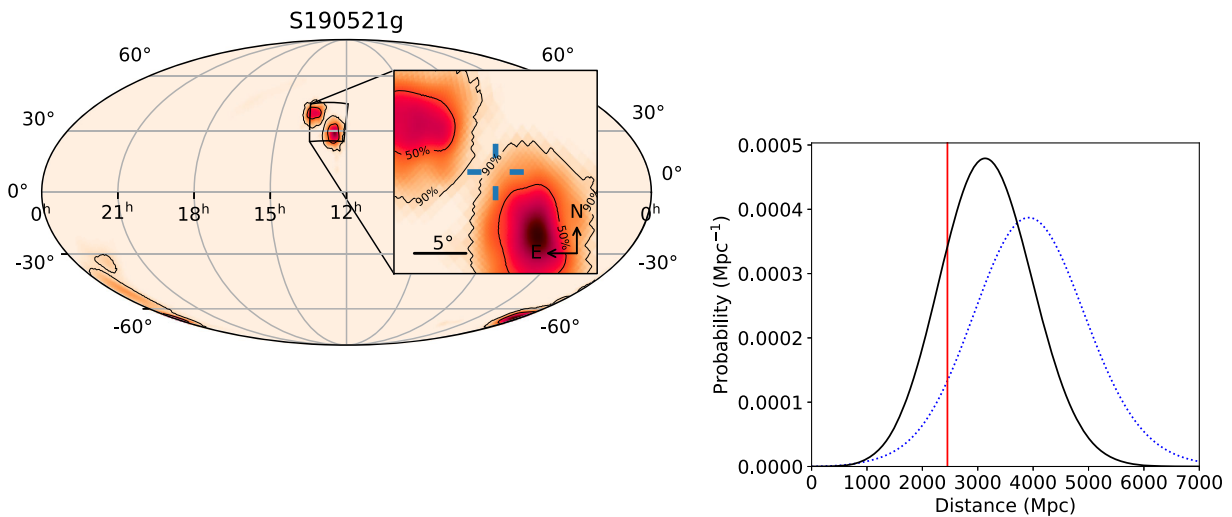 S190521g
60° 60°
30° 30°
0° 0°
0ʰ 21ʰ 18ʰ 15ʰ 12ʰ 0ʰ
-30° -30°
-60° -60°
50%
90%
90%
90%
50%
5°
N
E
0.0005
0.0004
0.0003
0.0002
0.0001
0.0000
Probability (Mpc⁻¹)
0 1000 2000 3000 4000 5000 6000 7000
Distance (Mpc)